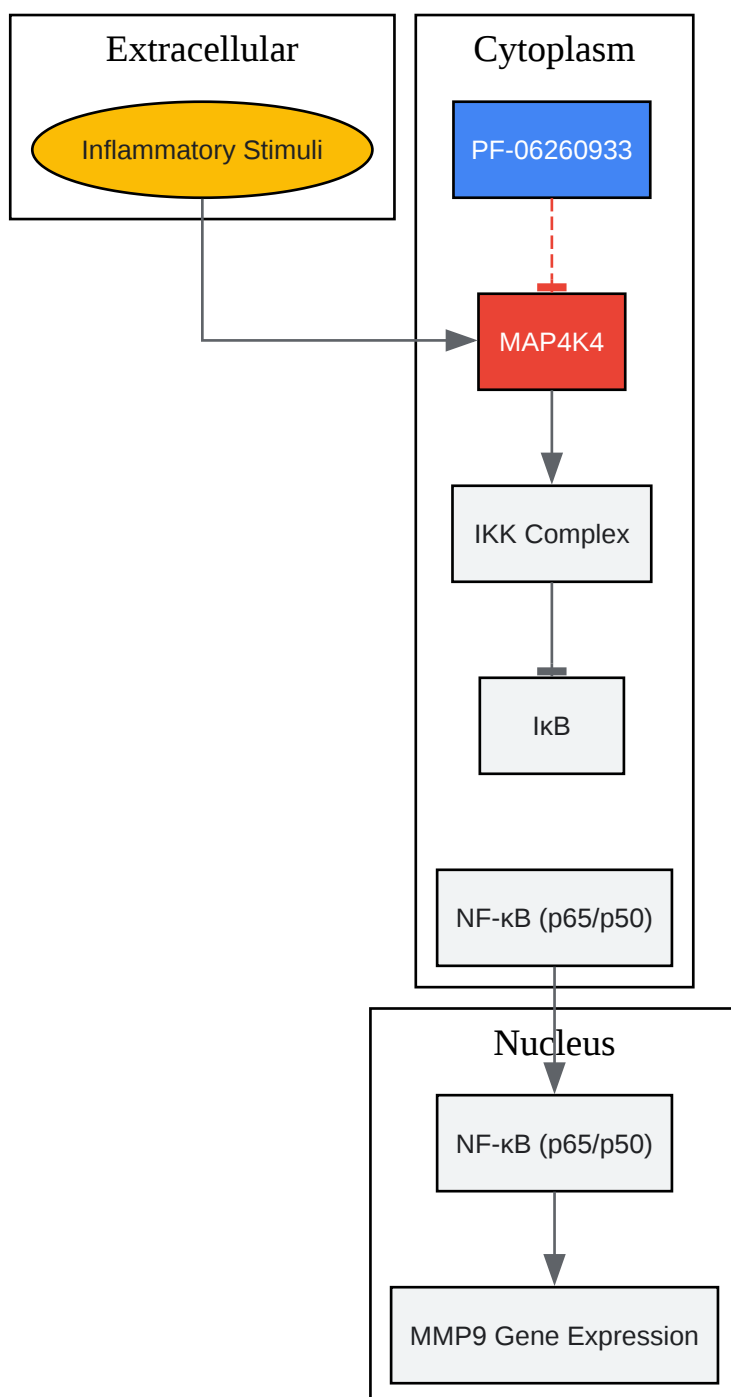 Extracellular
Inflammatory Stimuli
Cytoplasm
PF-06260933
MAP4K4
IKK Complex
IκB
NF-κB (p65/p50)
Nucleus
NF-κB (p65/p50)
MMP9 Gene Expression